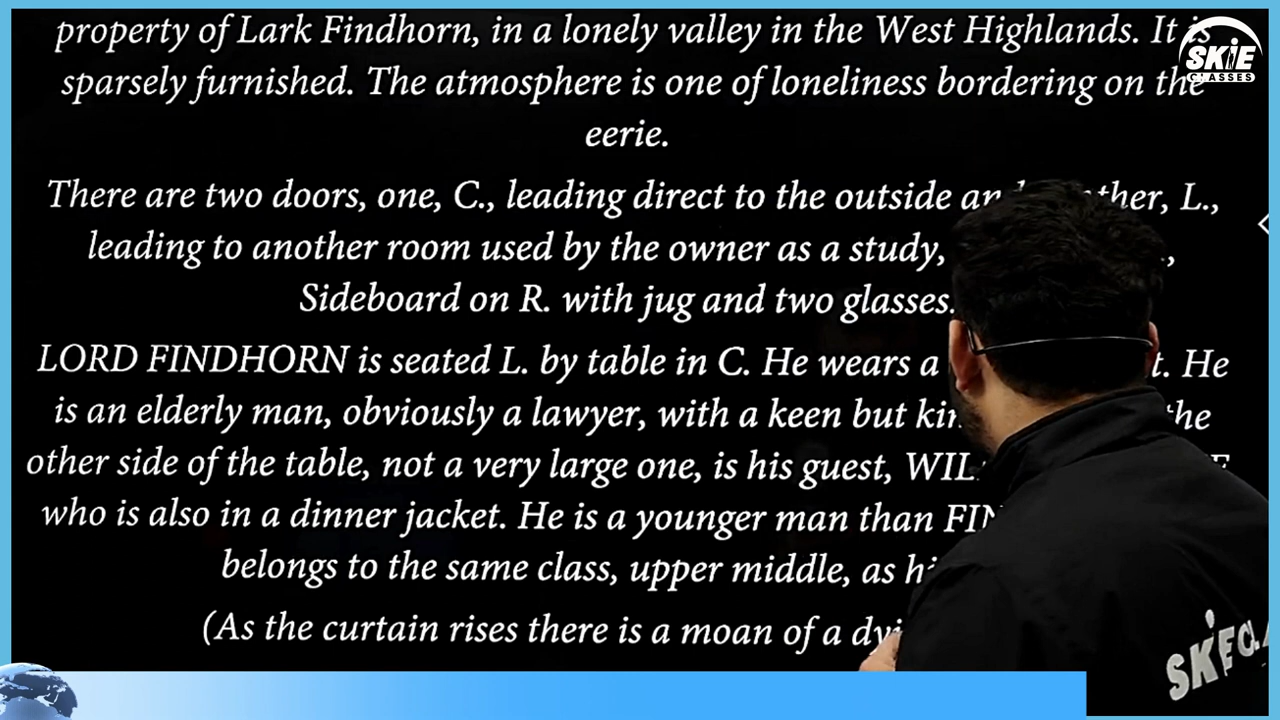 property of Lark Findhorn, in a lonely valley in the West Highlands. It is
SKiE
CLASSES
sparsely furnished. The atmosphere is one of loneliness bordering on the
eerie.
There are two doors, one, C., leading direct to the outside L.,
leading to another room used by the owner as a study,
Sideboard on R. with jug and two glasses.
LORD FINDHORN is seated L. by table in C. He wears a He
is an elderly man, obviously a lawyer, with a keen but the
other side of the table, not a very large one, is his guest,
who is also in a dinner jacket. He is a younger man than
belongs to the same class, upper middle, as
(As the curtain rises there is a moan of a